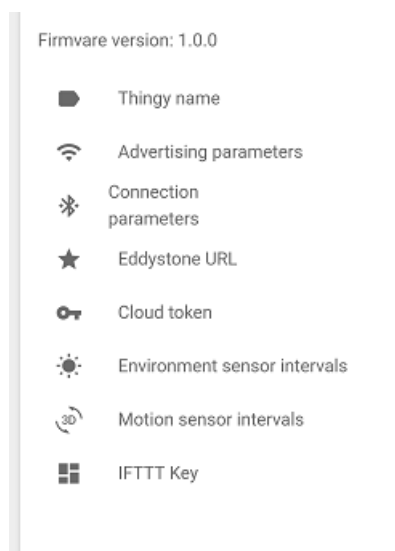 Firmvare version: 1.0.0
Thingy name
Advertising parameters
Connection
parameters
Eddystone URL
Cloud token
Environment sensor intervals
3D
Motion sensor intervals
IFTTT Key